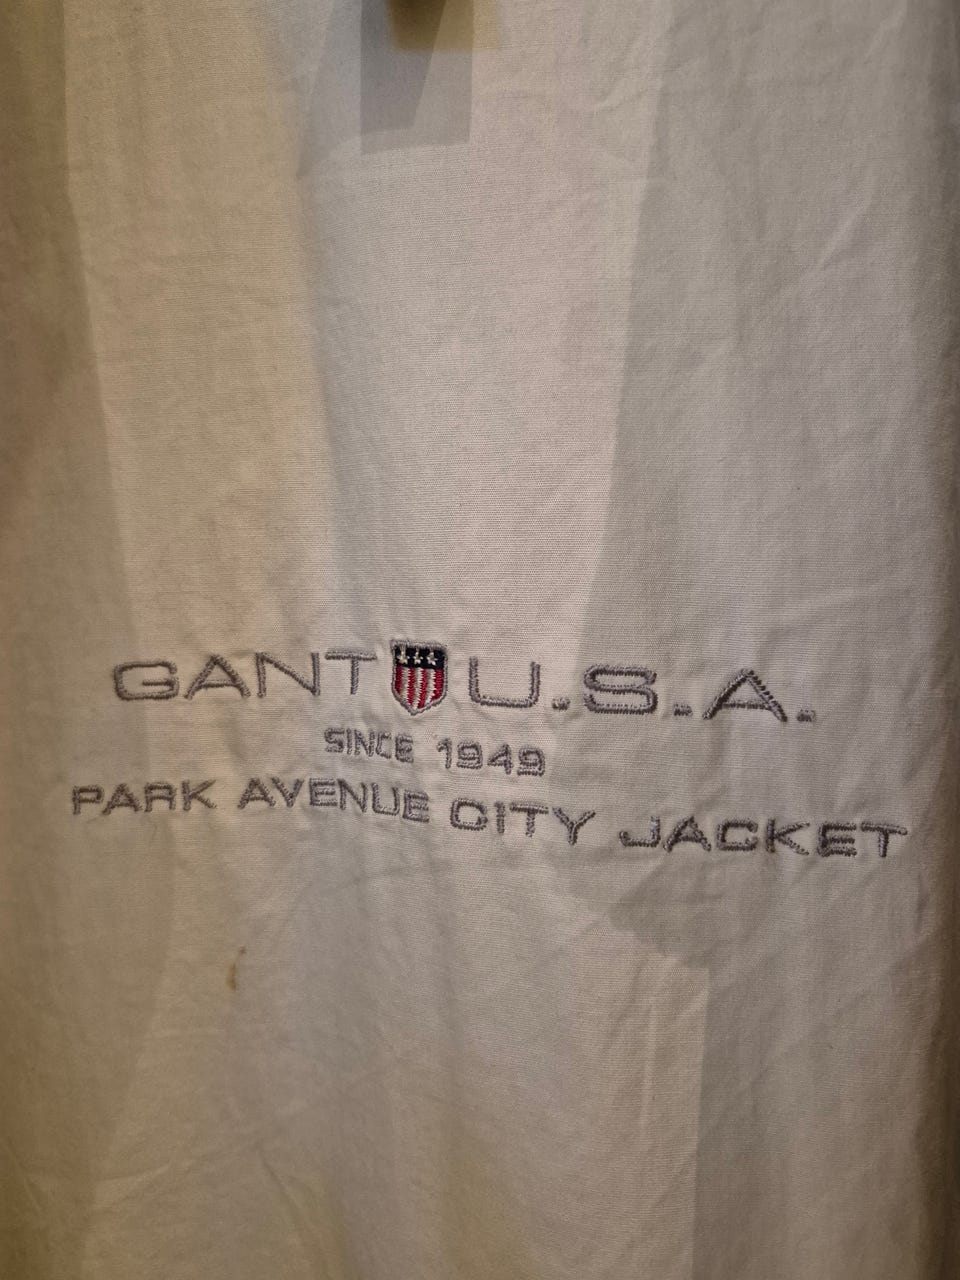 GANT U.S.A.
SINCE 1949
PARK AVENUE CITY JACKET